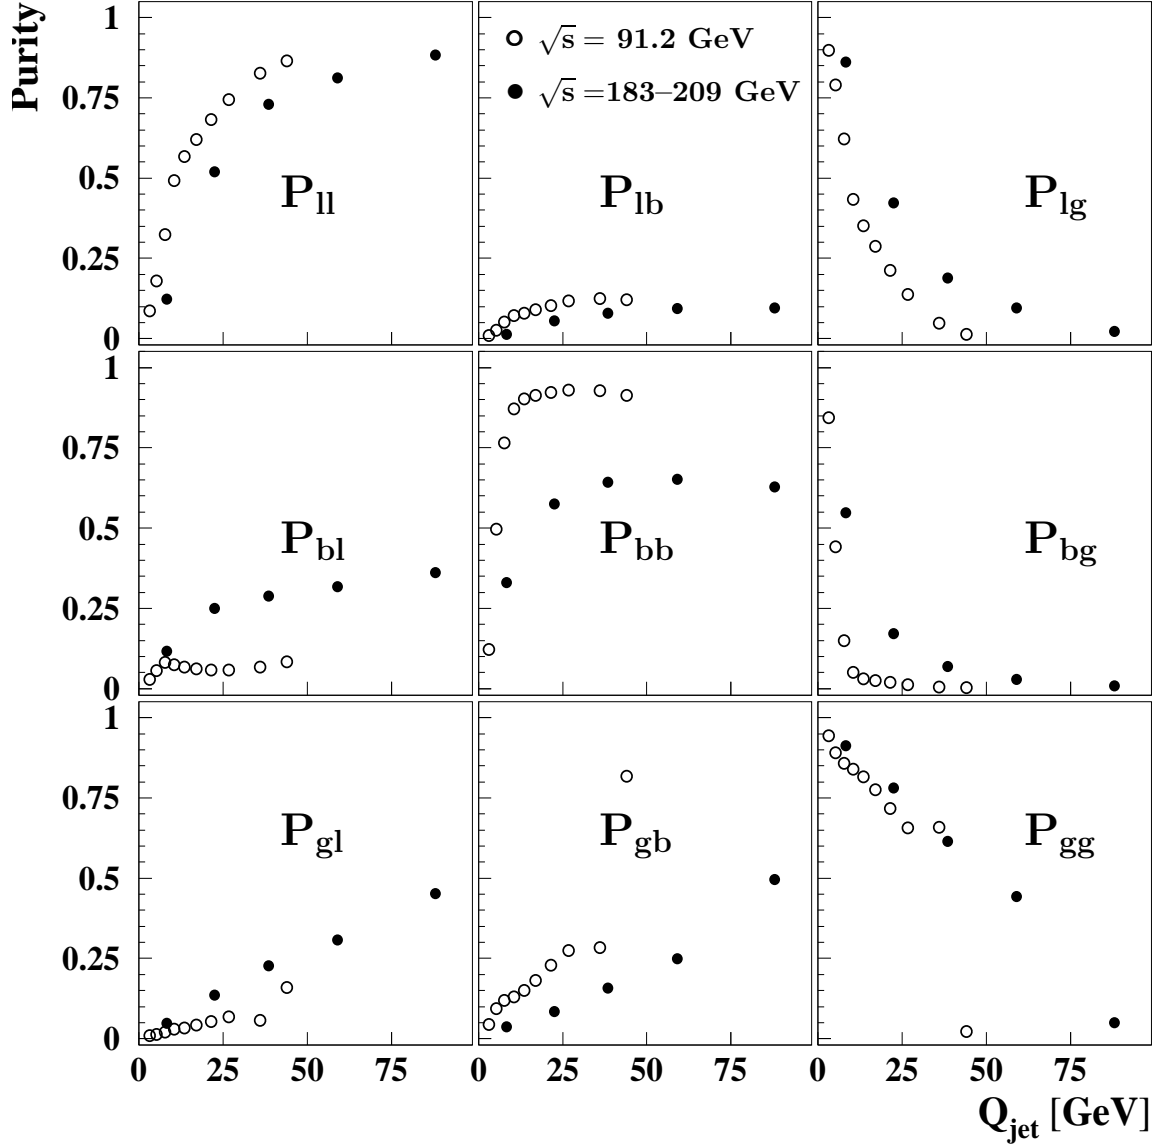 Purity
1
0.75
0.5
0.25
0
P_ll
√s = 91.2 GeV
√s =183–209 GeV
P_lb
P_lg
1
0.75
0.5
0.25
0
P_bl
P_bb
P_bg
1
0.75
0.5
0.25
0
P_gl
P_gb
P_gg
0 25 50 75 0 25 50 75 0 25 50 75
Q_jet [GeV]